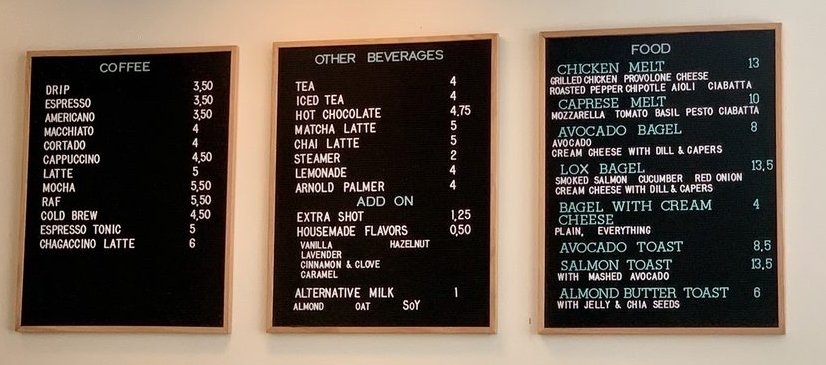 COFFEE
DRIP 3,50
ESPRESSO 3,50
AMERICANO 3,50
MACCHIATO 4
CORTADO 4
CAPPUCCINO 4,50
LATTE 5
MOCHA 5,50
RAF 5,50
COLD BREW 4,50
ESPRESSO TONIC 5
CHAGACCINO LATTE 6
OTHER BEVERAGES
TEA 4
ICED TEA 4
HOT CHOCOLATE 4,75
MATCHA LATTE 5
CHAI LATTE 5
STEAMER 2
LEMONADE 4
ARNOLD PALMER 4
ADD ON
EXTRA SHOT 1,25
HOUSEMADE FLAVORS 0,50
VANILLA HAZELNUT
LAVENDER
CINNAMON & CLOVE
CARAMEL
ALTERNATIVE MILK 1
ALMOND OAT SoY
FOOD
CHICKEN MELT 13
GRILLED CHICKEN PROVOLONE CHEESE
ROASTED PEPPER CHIPOTLE AIOLI CIABATTA
CAPRESE MELT 10
MOZZARELLA TOMATO BASIL PESTO CIABATTA
AVOCADO BAGEL 8
AVOCADO
CREAM CHEESE WITH DILL & CAPERS
LOX BAGEL 13,5
SMOKED SALMON CUCUMBER RED ONION
CREAM CHEESE WITH DILL & CAPERS
BAGEL WITH CREAM 4
CHEESE
PLAIN, EVERYTHING
AVOCADO TOAST 8,5
SALMON TOAST 13,5
WITH MASHED AVOCADO
ALMOND BUTTER TOAST 6
WITH JELLY & CHIA SEEDS